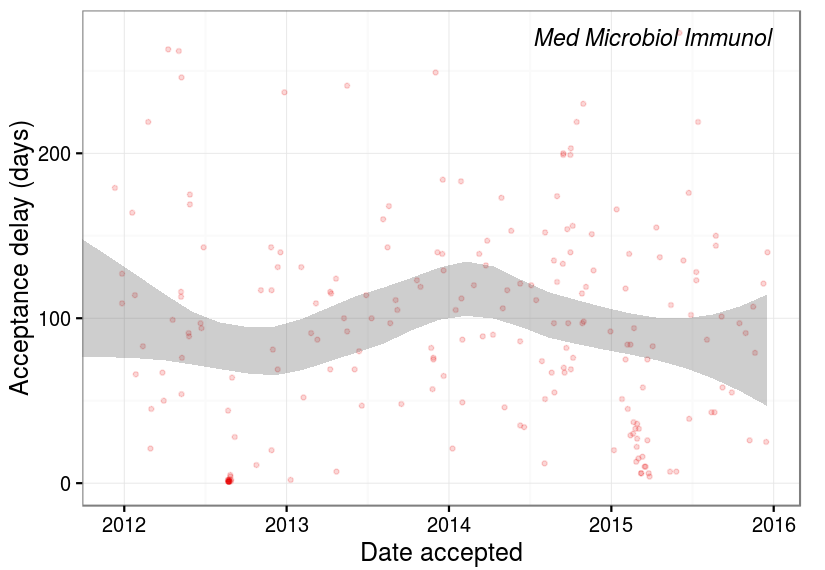 Med Microbiol Immunol
Acceptance delay (days)
200
100
0
2012 2013 2014 2015 2016
Date accepted